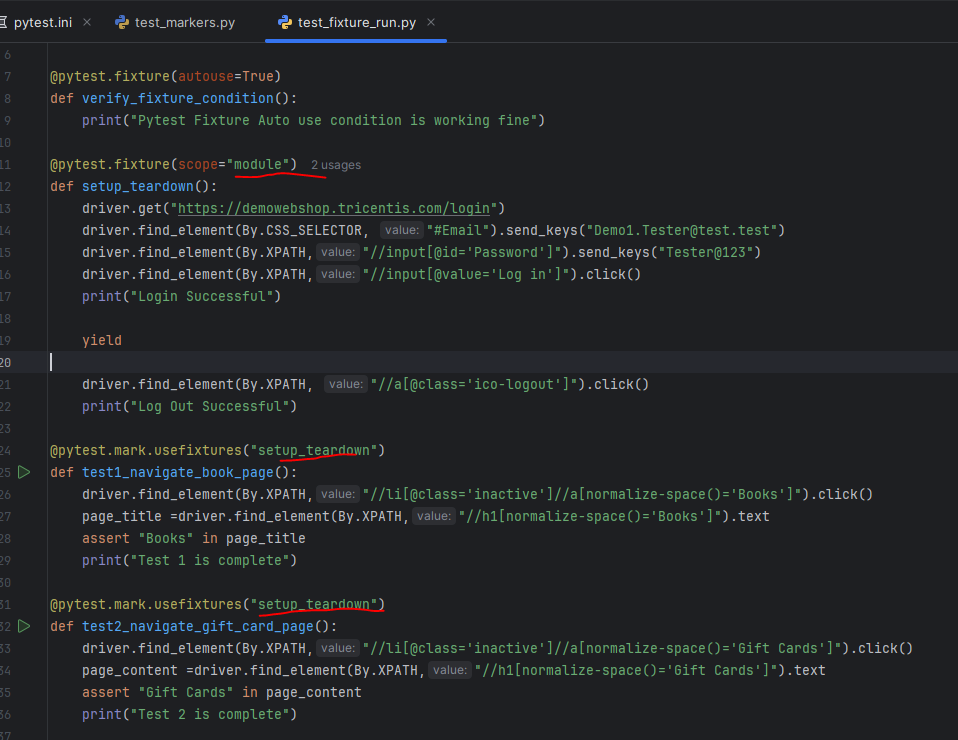 pytest.ini × test_markers.py test_fixture_run.py ×
6
7 @pytest.fixture(autouse=True)
8 def verify_fixture_condition():
9 print("Pytest Fixture Auto use condition is working fine")
10
11 @pytest.fixture(scope="module") 2 usages
12 def setup_teardown():
13 driver.get("https://demowebshop.tricentis.com/login")
14 driver.find_element(By.CSS_SELECTOR, value: "#Email").send_keys("Demo1.Tester@test.test")
15 driver.find_element(By.XPATH, value: "//input[@id='Password']").send_keys("Tester@123")
16 driver.find_element(By.XPATH, value: "//input[@value='Log in']").click()
17 print("Login Successful")
18
19 yield
20
21 driver.find_element(By.XPATH, value: "//a[@class='ico-logout']").click()
22 print("Log Out Successful")
23
24 @pytest.mark.usefixtures("setup_teardown")
25 def test1_navigate_book_page():
26 driver.find_element(By.XPATH, value: "//li[@class='inactive']//a[normalize-space()='Books']").click()
27 page_title =driver.find_element(By.XPATH, value: "//h1[normalize-space()='Books']").text
28 assert "Books" in page_title
29 print("Test 1 is complete")
30
31 @pytest.mark.usefixtures("setup_teardown")
32 def test2_navigate_gift_card_page():
33 driver.find_element(By.XPATH, value: "//li[@class='inactive']//a[normalize-space()='Gift Cards']").click()
34 page_content =driver.find_element(By.XPATH, value: "//h1[normalize-space()='Gift Cards']").text
35 assert "Gift Cards" in page_content
36 print("Test 2 is complete")
37